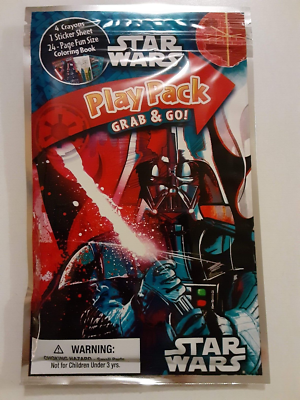 4 Crayons
1 Sticker Sheet
24-Page Fun Size
Coloring Book
STAR
WARS
Play Pack
GRAB & GO!
WARNING:
CHOKING HAZARD - Small Parts
Not for Children Under 3 yrs.
STAR
WARS